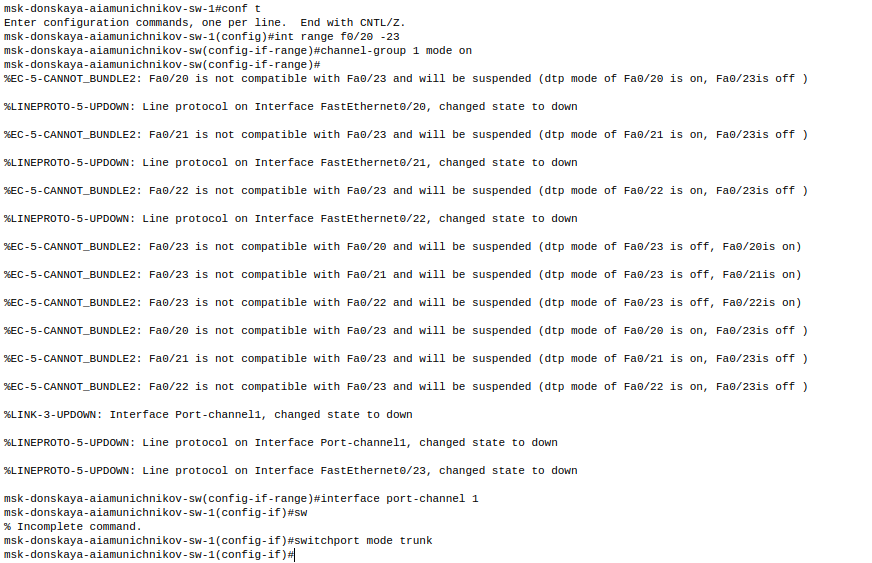 msk-donskaya-aiamunichnikov-sw-1#conf t
Enter configuration commands, one per line.  End with CNTL/Z.
msk-donskaya-aiamunichnikov-sw-1(config)#int range f0/20 -23
msk-donskaya-aiamunichnikov-sw(config-if-range)#channel-group 1 mode on
msk-donskaya-aiamunichnikov-sw(config-if-range)#
%EC-5-CANNOT_BUNDLE2: Fa0/20 is not compatible with Fa0/23 and will be suspended (dtp mode of Fa0/20 is on, Fa0/23is off )
%LINEPROTO-5-UPDOWN: Line protocol on Interface FastEthernet0/20, changed state to down
%EC-5-CANNOT_BUNDLE2: Fa0/21 is not compatible with Fa0/23 and will be suspended (dtp mode of Fa0/21 is on, Fa0/23is off )
%LINEPROTO-5-UPDOWN: Line protocol on Interface FastEthernet0/21, changed state to down
%EC-5-CANNOT_BUNDLE2: Fa0/22 is not compatible with Fa0/23 and will be suspended (dtp mode of Fa0/22 is on, Fa0/23is off )
%LINEPROTO-5-UPDOWN: Line protocol on Interface FastEthernet0/22, changed state to down
%EC-5-CANNOT_BUNDLE2: Fa0/23 is not compatible with Fa0/20 and will be suspended (dtp mode of Fa0/23 is off, Fa0/20is on)
%EC-5-CANNOT_BUNDLE2: Fa0/23 is not compatible with Fa0/21 and will be suspended (dtp mode of Fa0/23 is off, Fa0/21is on)
%EC-5-CANNOT_BUNDLE2: Fa0/23 is not compatible with Fa0/22 and will be suspended (dtp mode of Fa0/23 is off, Fa0/22is on)
%EC-5-CANNOT_BUNDLE2: Fa0/20 is not compatible with Fa0/23 and will be suspended (dtp mode of Fa0/20 is on, Fa0/23is off )
%EC-5-CANNOT_BUNDLE2: Fa0/21 is not compatible with Fa0/23 and will be suspended (dtp mode of Fa0/21 is on, Fa0/23is off )
%EC-5-CANNOT_BUNDLE2: Fa0/22 is not compatible with Fa0/23 and will be suspended (dtp mode of Fa0/22 is on, Fa0/23is off )
%LINK-3-UPDOWN: Interface Port-channel1, changed state to down
%LINEPROTO-5-UPDOWN: Line protocol on Interface Port-channel1, changed state to down
%LINEPROTO-5-UPDOWN: Line protocol on Interface FastEthernet0/23, changed state to down
msk-donskaya-aiamunichnikov-sw(config-if-range)#interface port-channel 1
msk-donskaya-aiamunichnikov-sw-1(config-if)#sw
% Incomplete command.
msk-donskaya-aiamunichnikov-sw-1(config-if)#switchport mode trunk
msk-donskaya-aiamunichnikov-sw-1(config-if)#